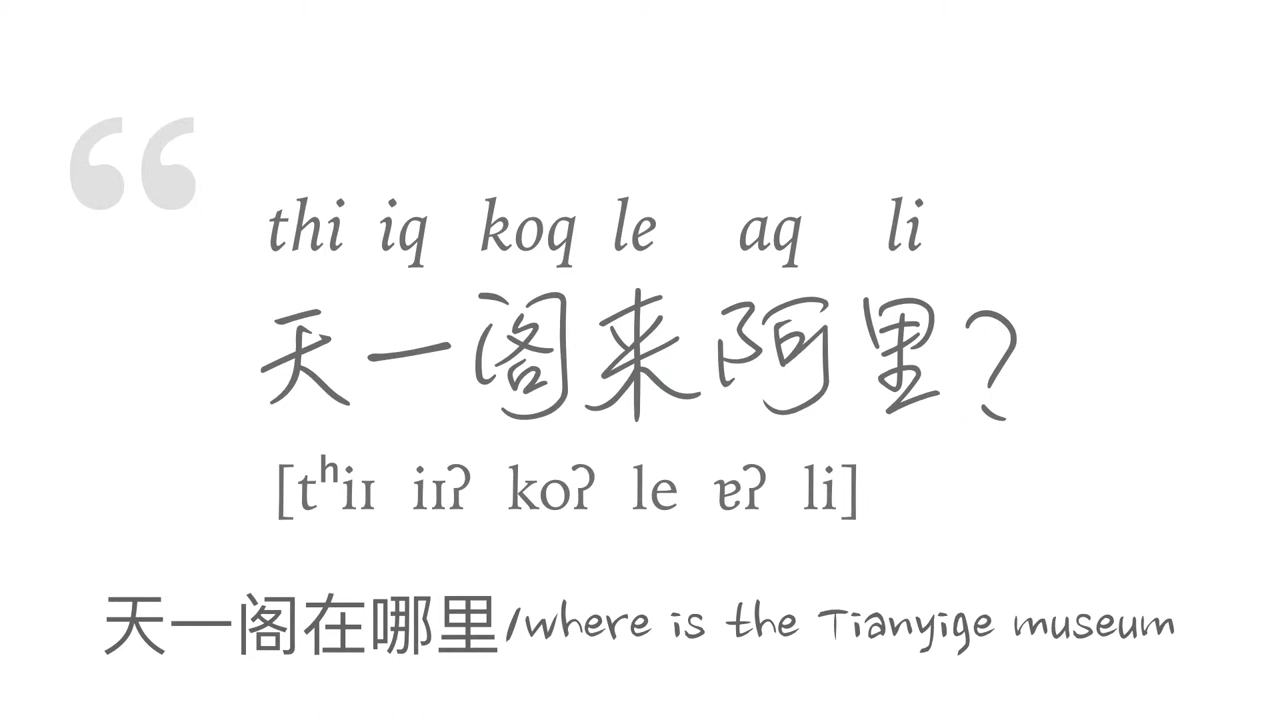 “
thi iq koq le aq li
天一阁来阿里?
[tʰiɪ iɪʔ koʔ le ɐʔ li]
天一阁在哪里/where is the Tianyige museum